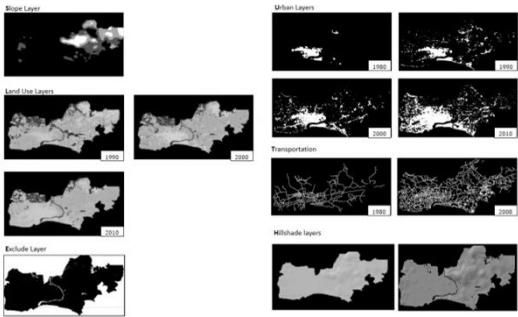 Slope Layer
Land Use Layers
1990
2000
2010
Exclude Layer
Urban Layers
1980
1990
2000
2010
Transportation
1980
2008
Hillshade layers